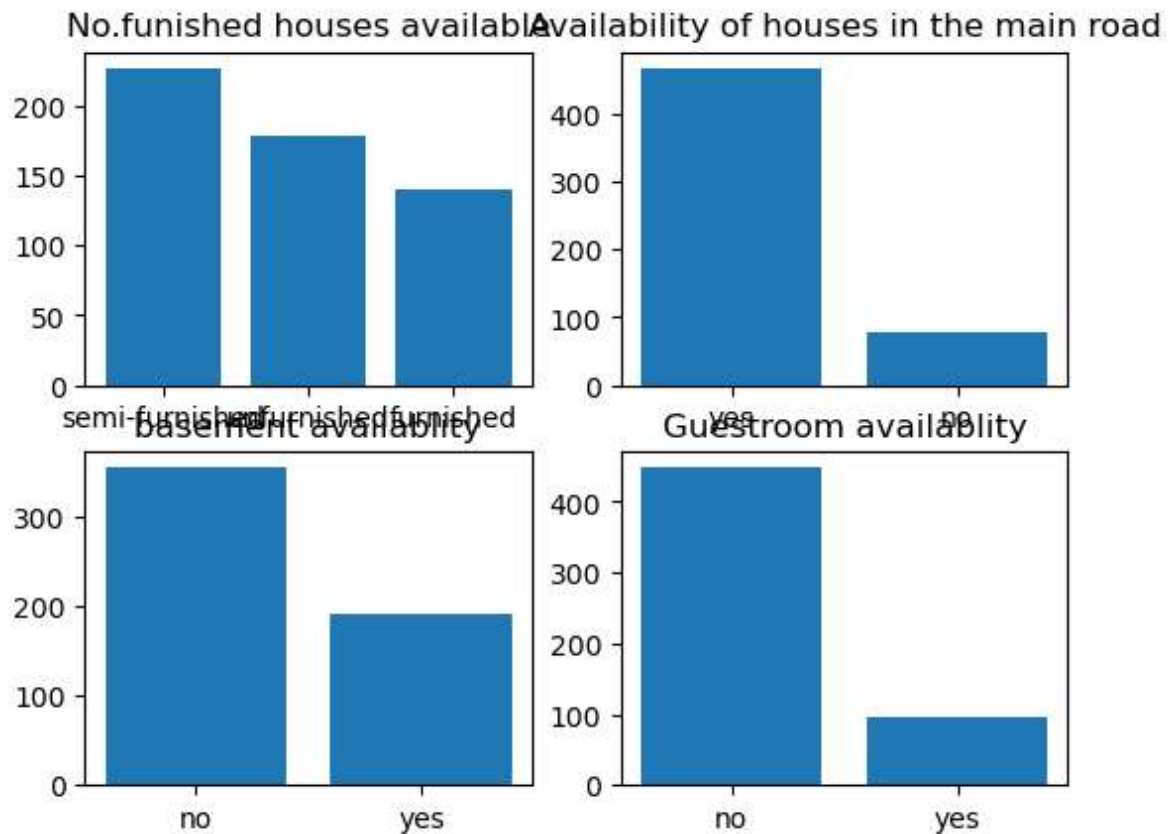 No.funished houses available
Availability of houses in the main road
200
150
100
50
0
semi-furnished
unfurnished
furnished
400
300
200
100
0
yes
no
basement availablity
Guestroom availablity
300
200
100
0
no
yes
400
300
200
100
0
no
yes